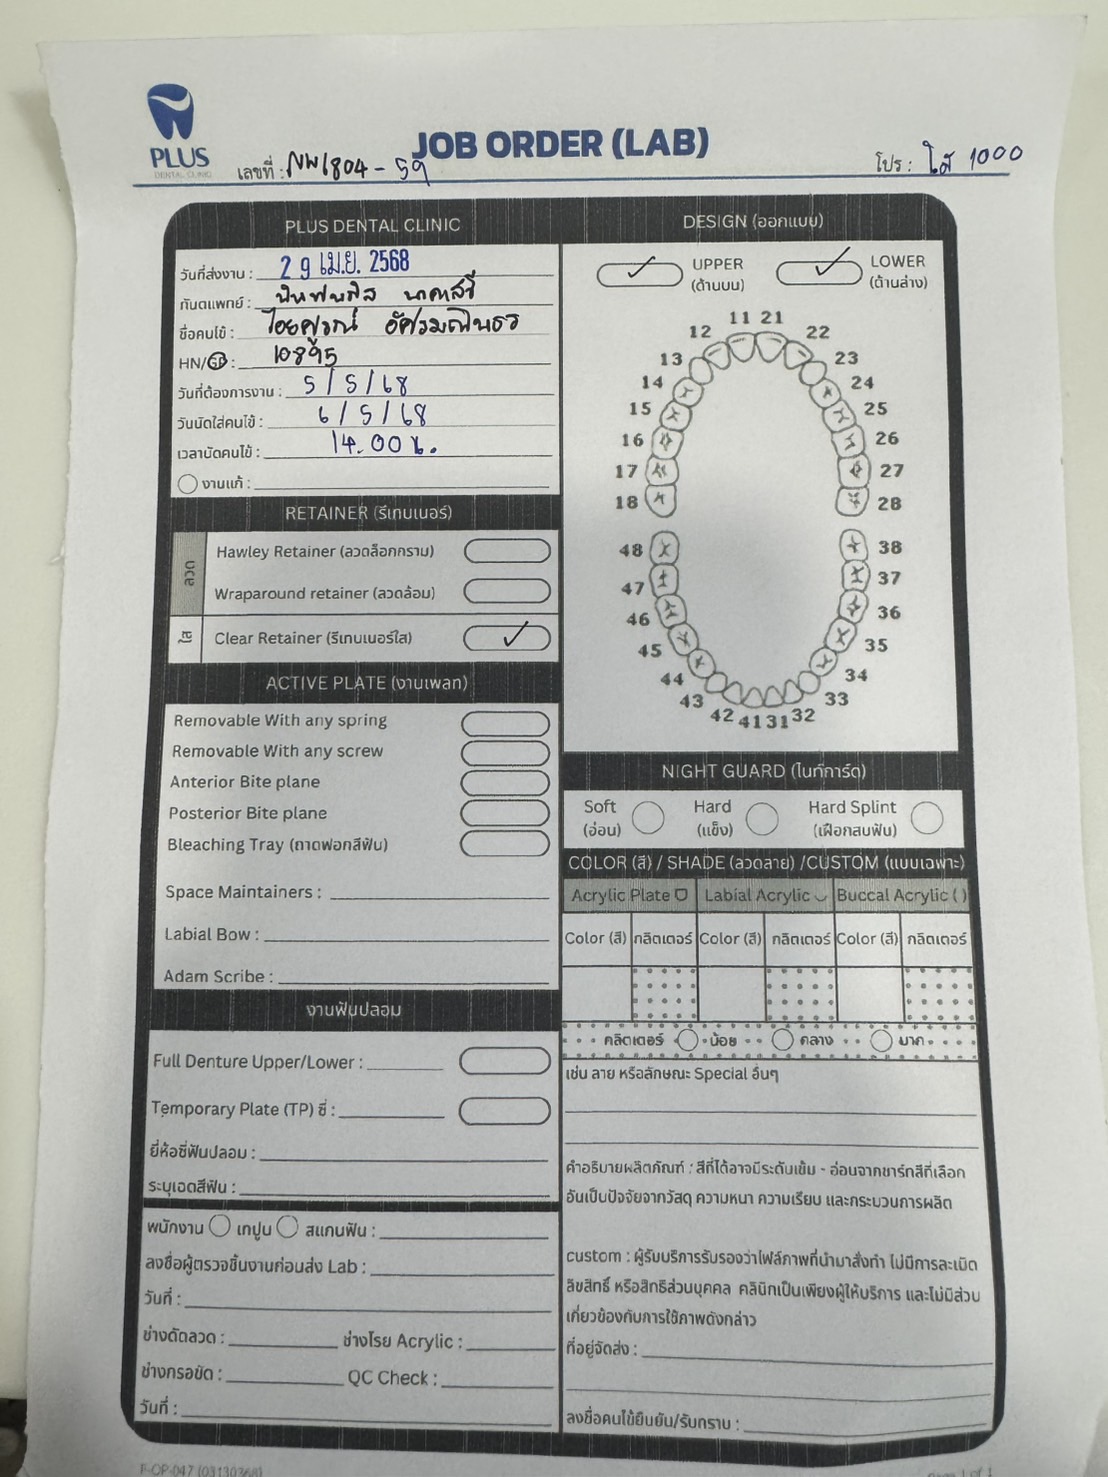 PLUS
DENTAL CLINIC
JOB ORDER (LAB)
เลขที่ : NW6804 - 59
โปร : ใส 1000
PLUS DENTAL CLINIC
วันที่ส่งงาน : 29 เม.ย. 2568
ทันตแพทย์ :
ชื่อคนไข้ :
HN/GP : 10895
วันที่ต้องการงาน : 5 / 5 / 68
วันนัดใส่คนไข้ : 6 / 5 / 68
เวลานัดคนไข้ : 14.00 น.
งานแก้ :
RETAINER (รีเทนเนอร์)
ลวด
Hawley Retainer (ลวดล็อกกราม)
Wraparound retainer (ลวดล้อม)
ใส
Clear Retainer (รีเทนเนอร์ใส) ✓
ACTIVE PLATE (งานเพลท)
Removable With any spring
Removable With any screw
Anterior Bite plane
Posterior Bite plane
Bleaching Tray (ถาดฟอกสีฟัน)
Space Maintainers :
Labial Bow :
Adam Scribe :
งานฟันปลอม
Full Denture Upper/Lower :
Temporary Plate (TP) ซี่ :
ยี่ห้อซี่ฟันปลอม :
ระบุเฉดสีฟัน :
พนักงาน เทปูน สแกนฟัน :
ลงชื่อผู้ตรวจชิ้นงานก่อนส่ง Lab :
วันที่ :
ช่างดัดลวด : ช่างโรย Acrylic :
ช่างกรอขัด : QC Check :
วันที่ :
DESIGN (ออกแบบ)
✓ UPPER ✓ LOWER
(ด้านบน) (ด้านล่าง)
11 21
12 22
13 23
14 24
15 25
16 26
17 27
18 28
48 38
47 37
46 36
45 35
44 34
43 33
42 41 31 32
NIGHT GUARD (ไนท์การ์ด)
Soft Hard Hard Splint
(อ่อน) (แข็ง) (เฝือกสบฟัน)
COLOR (สี) / SHADE (ลวดลาย) /CUSTOM (แบบเฉพาะ)
Acrylic Plate Labial Acrylic Buccal Acrylic ( )
Color (สี) กลิตเตอร์ Color (สี) กลิตเตอร์ Color (สี) กลิตเตอร์
กลิตเตอร์ น้อย กลาง มาก
เช่น ลาย หรือลักษณะ Special อื่นๆ
คำอธิบายผลิตภัณฑ์ : สีที่ได้อาจมีระดับเข้ม - อ่อนจากชาร์ทสีที่เลือก
อันเป็นปัจจัยจากวัสดุ ความหนา ความเรียบ และกระบวนการผลิต
custom : ผู้รับบริการรับรองว่าไฟล์ภาพที่นำมาสั่งทำ ไม่มีการละเมิด
ลิขสิทธิ์ หรือสิทธิส่วนบุคคล คลินิกเป็นเพียงผู้ให้บริการ และไม่มีส่วน
เกี่ยวข้องกับการใช้ภาพดังกล่าว
ที่อยู่จัดส่ง :
ลงชื่อคนไข้ยืนยัน/รับทราบ :
F-OP-047 (03130368)